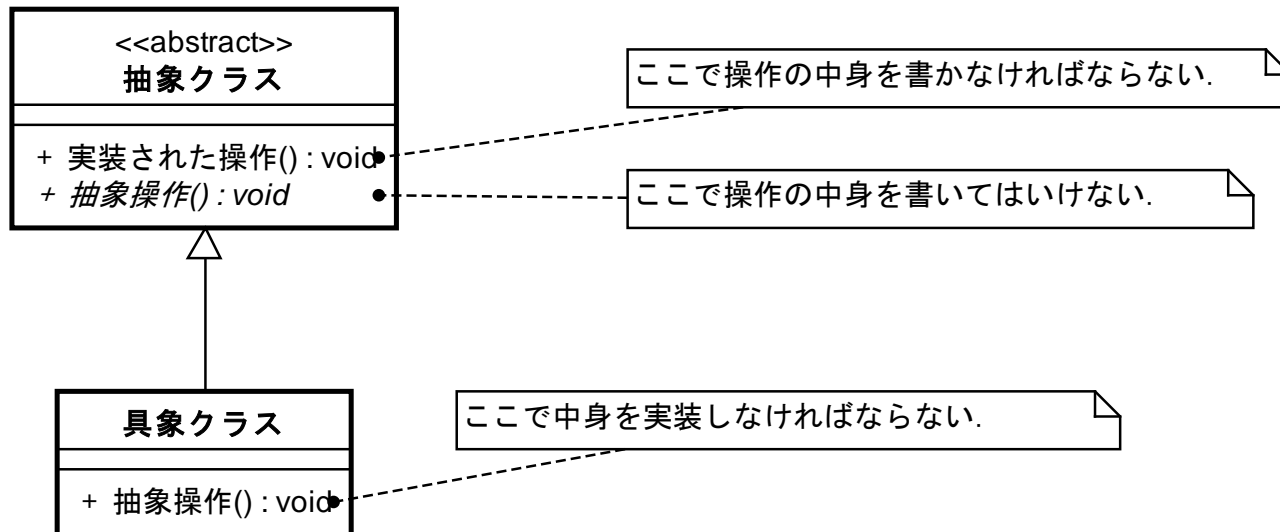 <<abstract>>
抽象クラス
+ 実装された操作() : void
+ 抽象操作() : void
ここで操作の中身を書かなければならない.
ここで操作の中身を書いてはいけない.
具象クラス
+ 抽象操作() : void
ここで中身を実装しなければならない.